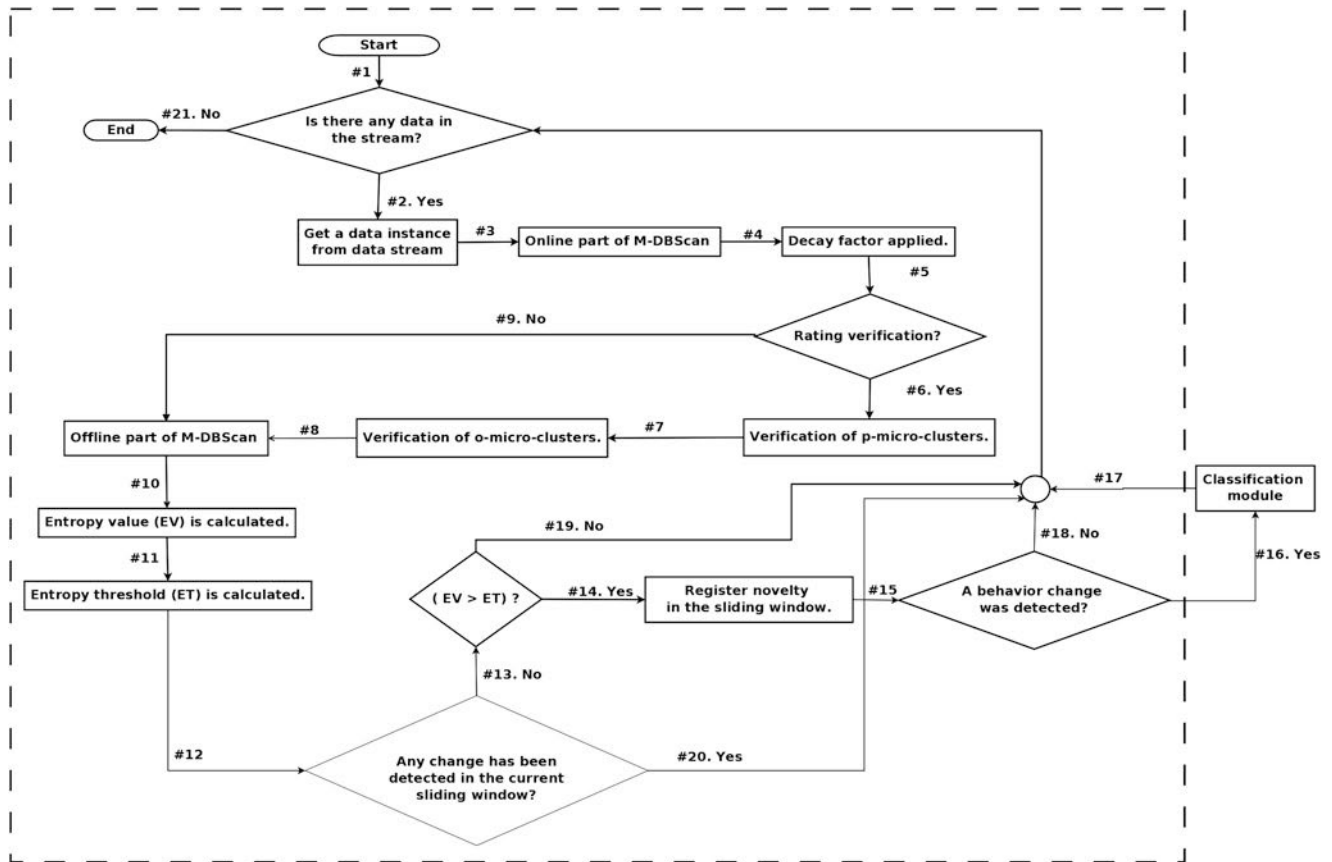 Start
#1
Is there any data in
the stream?
#21. No
End
#2. Yes
Get a data instance
from data stream
#3
Online part of M-DBScan
#4
Decay factor applied.
#5
Rating verification?
#9. No
#6. Yes
Verification of p-micro-clusters.
#7
Verification of o-micro-clusters.
#8
Offline part of M-DBScan
#10
Entropy value (EV) is calculated.
#11
Entropy threshold (ET) is calculated.
#12
Any change has been
detected in the current
sliding window?
#13. No
#20. Yes
( EV > ET) ?
#19. No
#14. Yes
Register novelty
in the sliding window.
#15
A behavior change
was detected?
#18. No
#16. Yes
Classification
module
#17